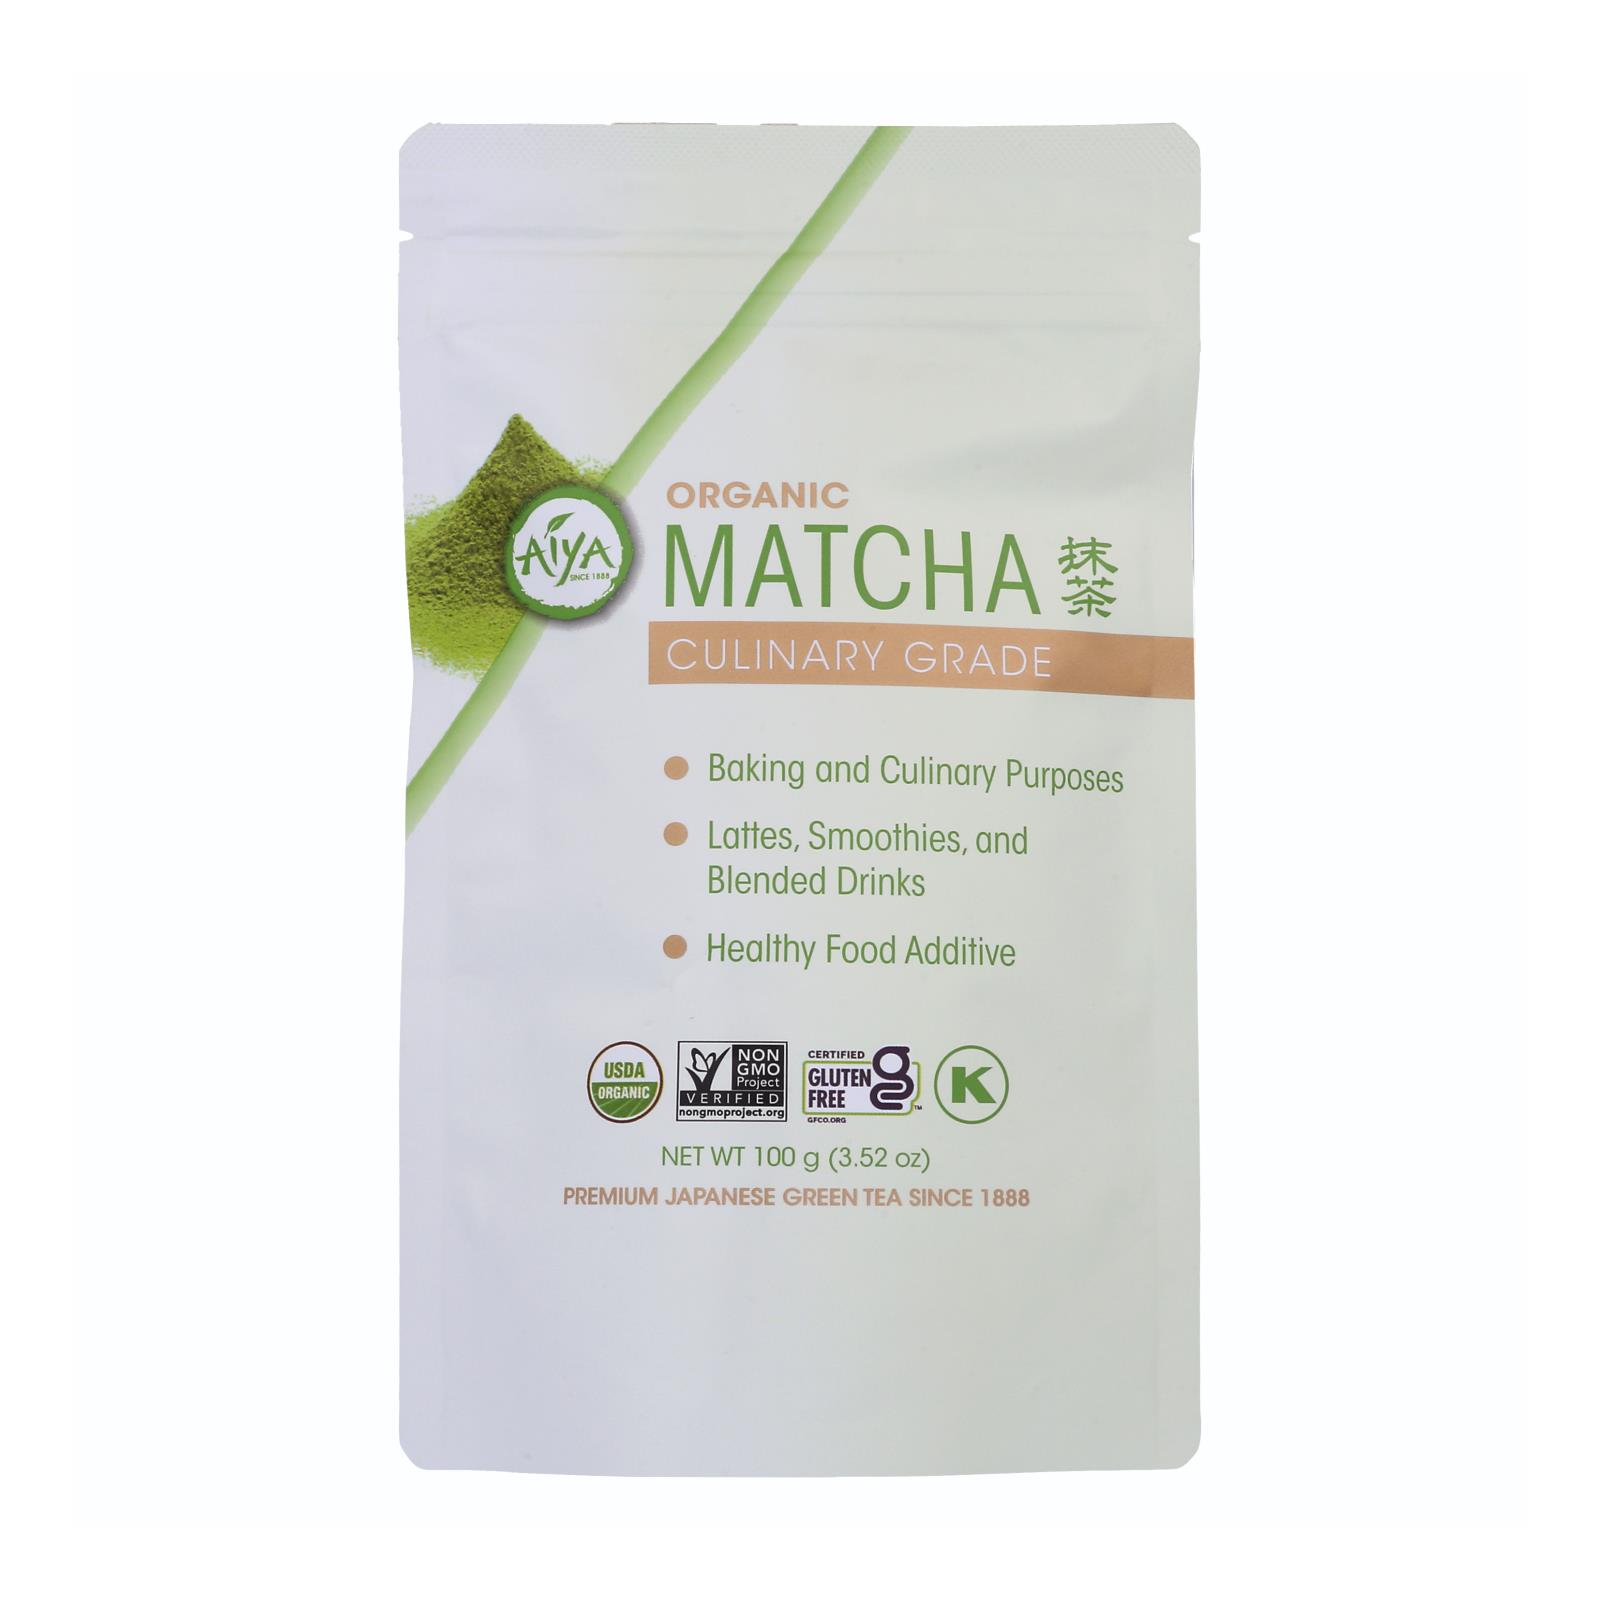 ORGANIC
MATCHA 抹茶
AiyA
SINCE 1888
CULINARY GRADE
Baking and Culinary Purposes
Lattes, Smoothies, and
Blended Drinks
Healthy Food Additive
USDA
ORGANIC
NON
GMO
Project
VERIFIED
nongmoproject.org
CERTIFIED
GLUTEN
FREE
g
TM
GFCO.ORG
K
NET WT 100 g (3.52 oz)
PREMIUM JAPANESE GREEN TEA SINCE 1888